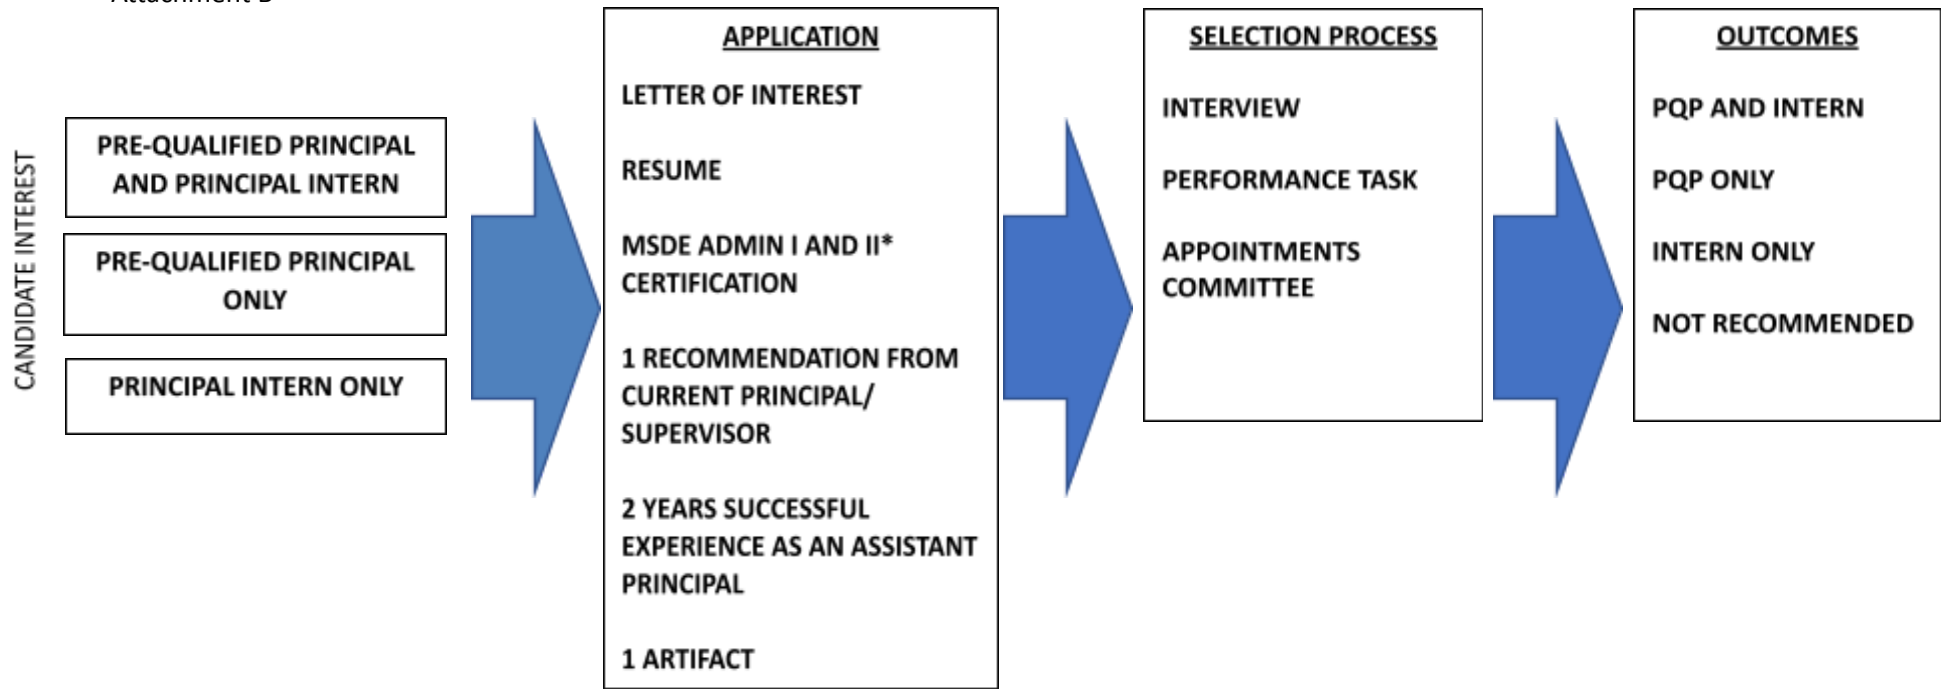 CANDIDATE INTEREST
PRE-QUALIFIED PRINCIPAL
AND PRINCIPAL INTERN
PRE-QUALIFIED PRINCIPAL
ONLY
PRINCIPAL INTERN ONLY
APPLICATION
LETTER OF INTEREST
RESUME
MSDE ADMIN I AND II*
CERTIFICATION
1 RECOMMENDATION FROM
CURRENT PRINCIPAL/
SUPERVISOR
2 YEARS SUCCESSFUL
EXPERIENCE AS AN ASSISTANT
PRINCIPAL
1 ARTIFACT
SELECTION PROCESS
INTERVIEW
PERFORMANCE TASK
APPOINTMENTS
COMMITTEE
OUTCOMES
PQP AND INTERN
PQP ONLY
INTERN ONLY
NOT RECOMMENDED